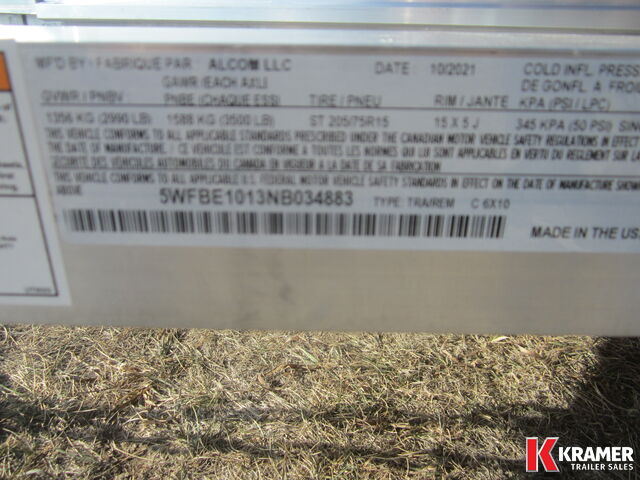 MFD BY / FABRIQUE PAR : ALCOM LLC DATE : 10/2021 COLD INFL. PRESS
GAWR (EACH AXLE) DE GONFL. A FROI
GVWR / PNBV PNBE (CHAQUE ESS) TIRE / PNEU RIM / JANTE KPA (PSI / LPC)
1356 KG (2990 LB) 1588 KG (3500 LB) ST 205/75R15 15 X 5 J 345 KPA (50 PSI) SIN
THIS VEHICLE CONFORMS TO ALL APPLICABLE STANDARDS PRESCRIBED UNDER THE CANADIAN MOTOR VEHICLE SAFETY REGULATIONS IN
EFFECT ON THE DATE OF MANUFACTURE / CE VEHICULE EST CONFORME A TOUTES LES NORMES QUI LUI SONT APPLICABLES EN VERTU DU REGLEMENT SUR
SECURITE DES VEHICULES AUTOMOBILES DU CANADA EN VIGUEUR A LA DATE DE SA FABRICATION
THIS VEHICLE CONFORMS TO ALL APPLICABLE U.S. FEDERAL MOTOR VEHICLE SAFETY STANDARDS IN EFFECT ON THE DATE OF MANUFACTURE SHOW
ABOVE
5WFBE1013NB034883 TYPE: TRA/REM C 6X10
MADE IN THE US
KRAMER
TRAILER SALES